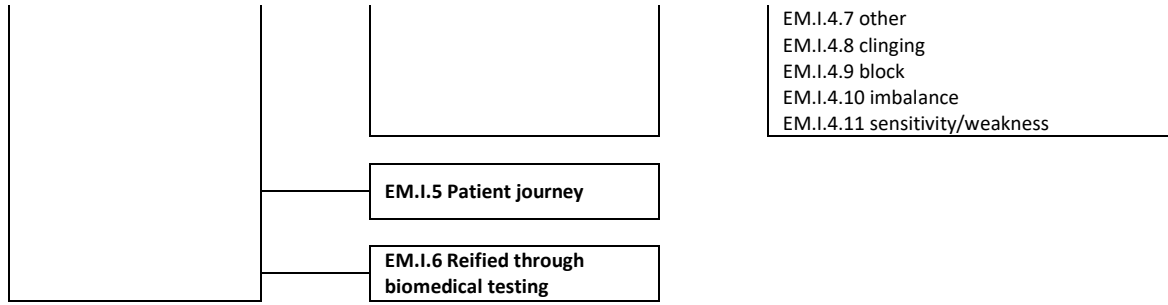 EM.I.4.7 other
EM.I.4.8 clinging
EM.I.4.9 block
EM.I.4.10 imbalance
EM.I.4.11 sensitivity/weakness
EM.I.5 Patient journey
EM.I.6 Reified through
biomedical testing